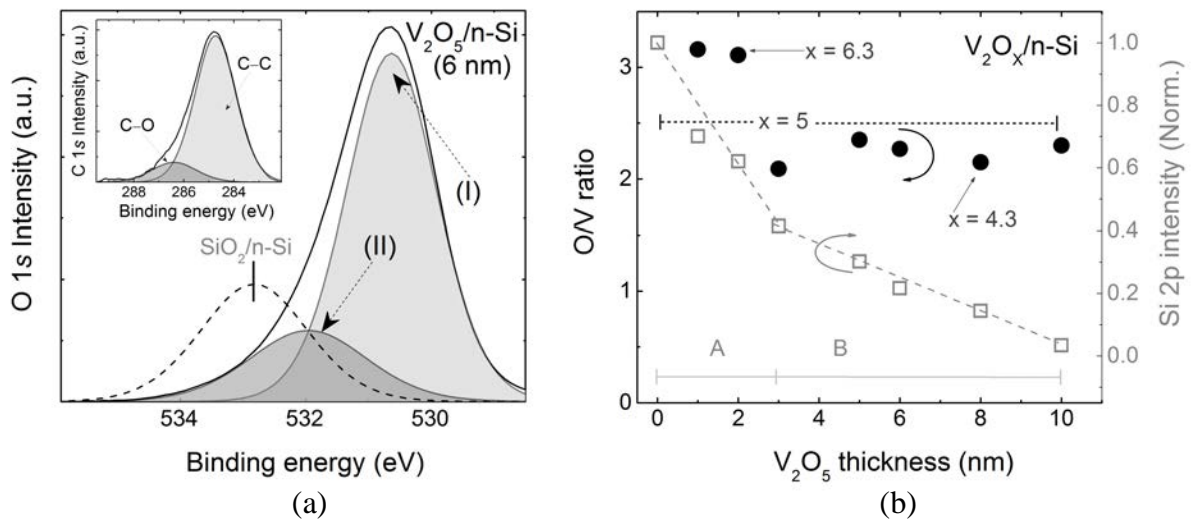 C 1s Intensity (a.u.)
C–C
C–O
288 286 284
Binding energy (eV)
V₂O₅/n-Si
(6 nm)
(I)
(II)
SiO₂/n-Si
O 1s Intensity (a.u.)
534 532 530
Binding energy (eV)
(a)
x = 6.3
V₂Oₓ/n-Si
x = 5
x = 4.3
A
B
O/V ratio
3
2
1
0
Si 2p intensity (Norm.)
1.0
0.8
0.6
0.4
0.2
0.0
0 2 4 6 8 10
V₂O₅ thickness (nm)
(b)